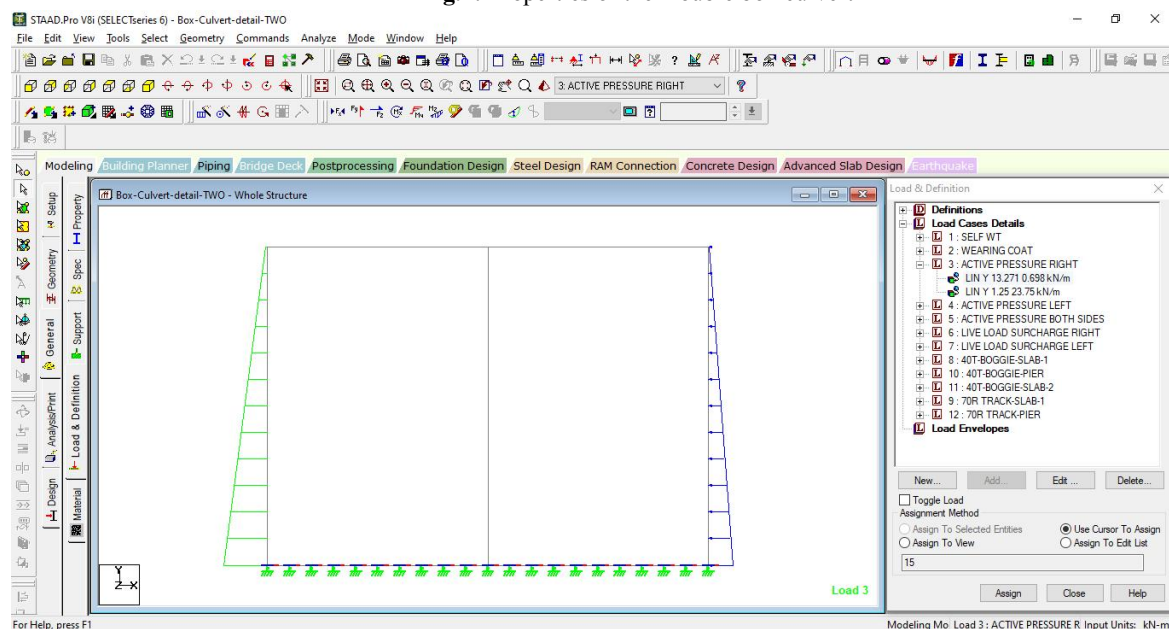 STAAD.Pro V8i (SELECTseries 6) - Box-Culvert-detail-TWO
File Edit View Tools Select Geometry Commands Analyze Mode Window Help
3: ACTIVE PRESSURE RIGHT
Modeling Building Planner Piping Bridge Deck Postprocessing Foundation Design Steel Design RAM Connection Concrete Design Advanced Slab Design Earthquake
Setup
Geometry
General
Analysis/Print
Design
Property
Spec
Support
Load & Definition
Material
Box-Culvert-detail-TWO - Whole Structure
Y
Z X
Load 3
Load & Definition
Definitions
Load Cases Details
1 : SELF WT
2 : WEARING COAT
3 : ACTIVE PRESSURE RIGHT
LIN Y 13.271 0.698 kN/m
LIN Y 1.25 23.75 kN/m
4 : ACTIVE PRESSURE LEFT
5 : ACTIVE PRESSURE BOTH SIDES
6 : LIVE LOAD SURCHARGE RIGHT
7 : LIVE LOAD SURCHARGE LEFT
8 : 40T-BOGGIE-SLAB-1
10 : 40T-BOGGIE-PIER
11 : 40T-BOGGIE-SLAB-2
9 : 70R TRACK-SLAB-1
12 : 70R TRACK-PIER
Load Envelopes
New... Add... Edit ... Delete...
Toggle Load
Assignment Method
Assign To Selected Entities Use Cursor To Assign
Assign To View Assign To Edit List
15
Assign Close Help
For Help, press F1
Modeling Mo Load 3 : ACTIVE PRESSURE R Input Units: kN-m